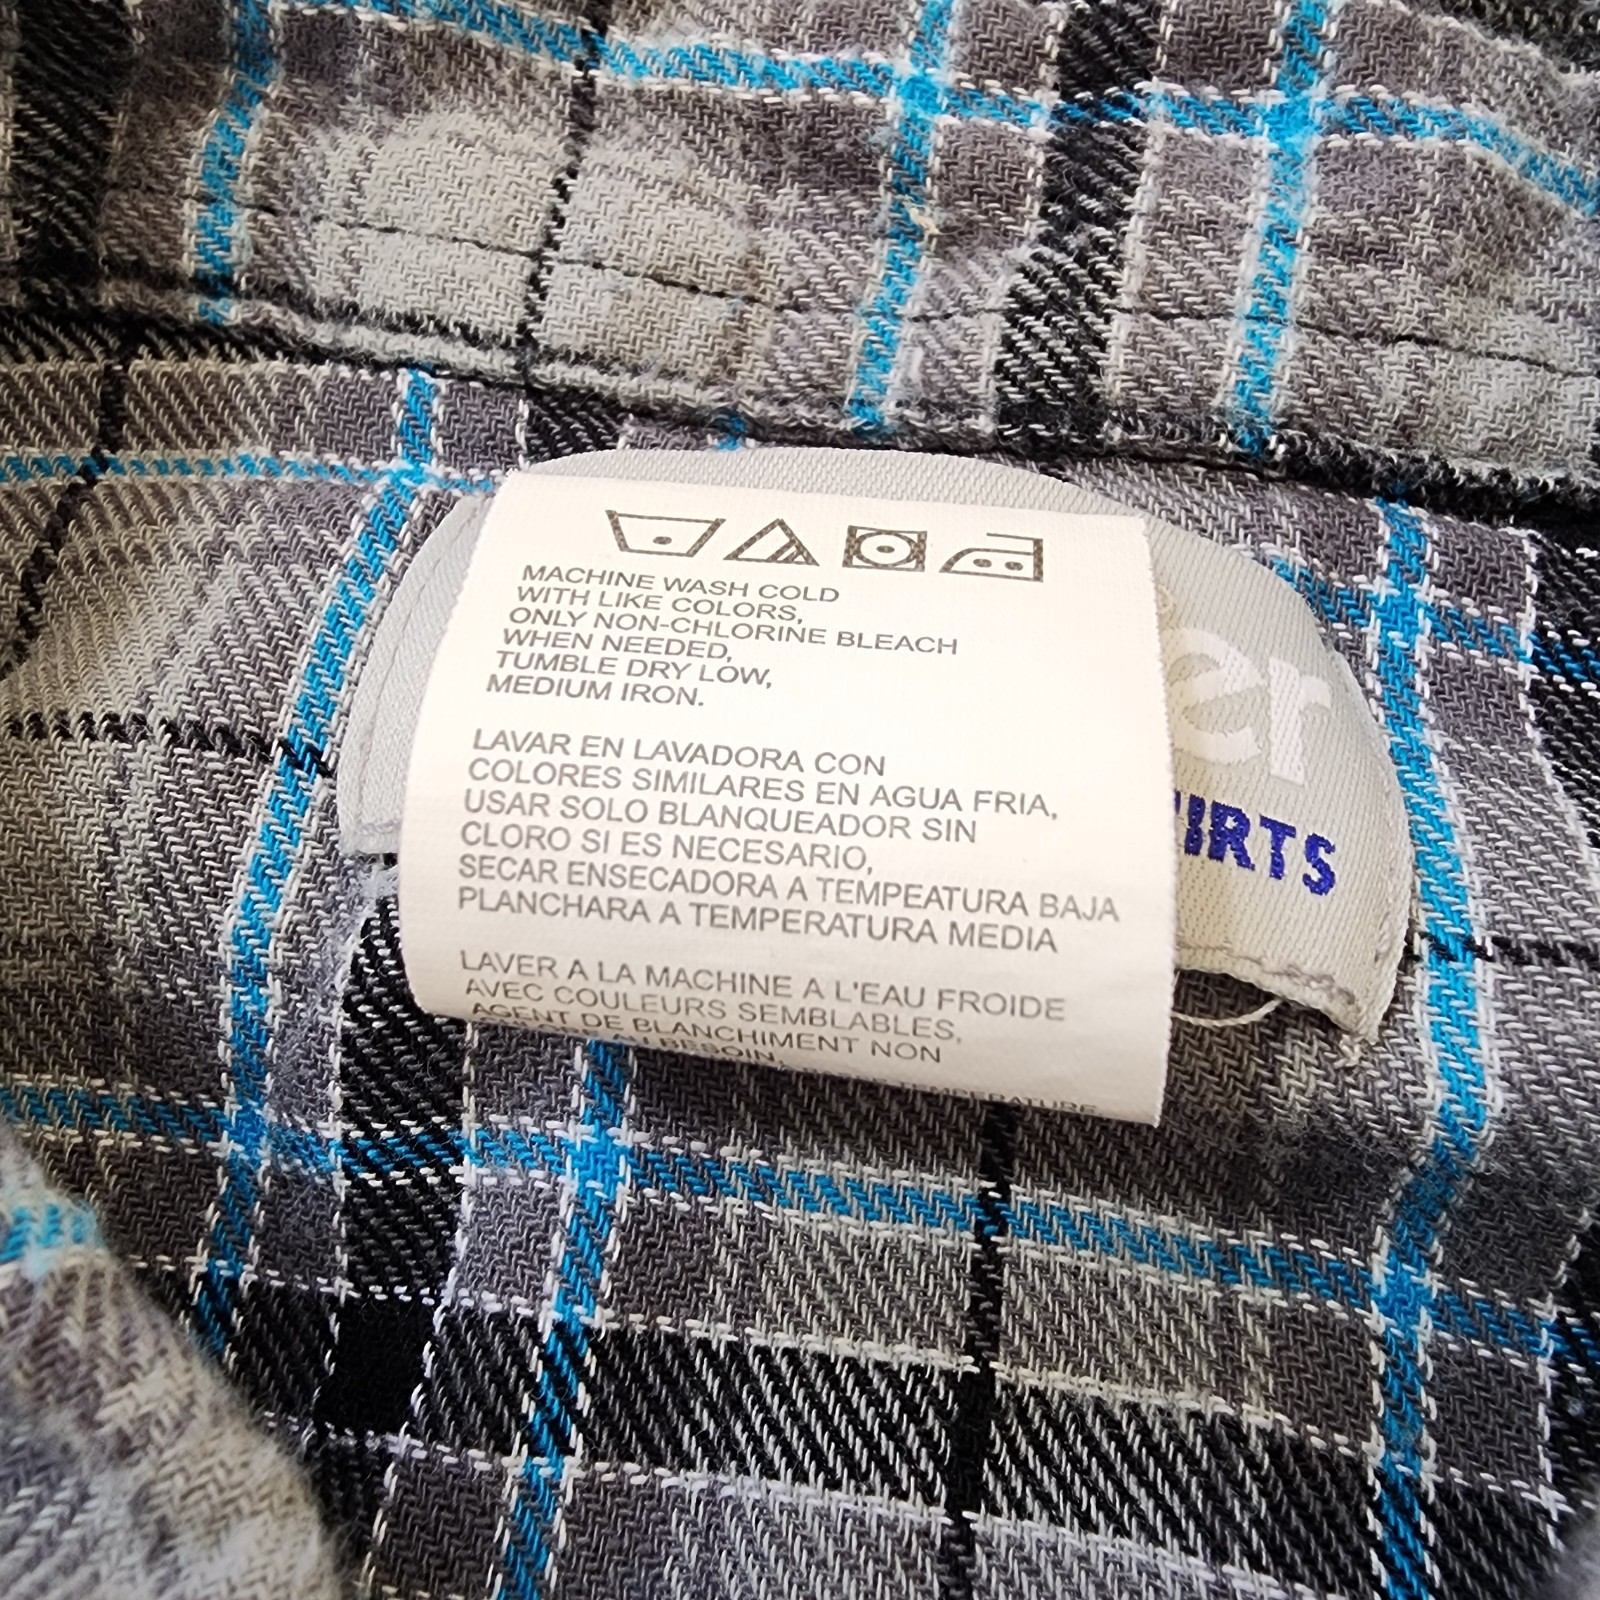 MACHINE WASH COLD
WITH LIKE COLORS,
ONLY NON-CHLORINE BLEACH
WHEN NEEDED,
TUMBLE DRY LOW,
MEDIUM IRON.
LAVAR EN LAVADORA CON
COLORES SIMILARES EN AGUA FRIA,
USAR SOLO BLANQUEADOR SIN
CLORO SI ES NECESARIO,
SECAR ENSECADORA A TEMPEATURA BAJA
PLANCHARA A TEMPERATURA MEDIA
LAVER A LA MACHINE A L'EAU FROIDE
AVEC COULEURS SEMBLABLES,
AGENT DE BLANCHIMENT NON
BESOIN,
TEMPERATURE
er
IRTS